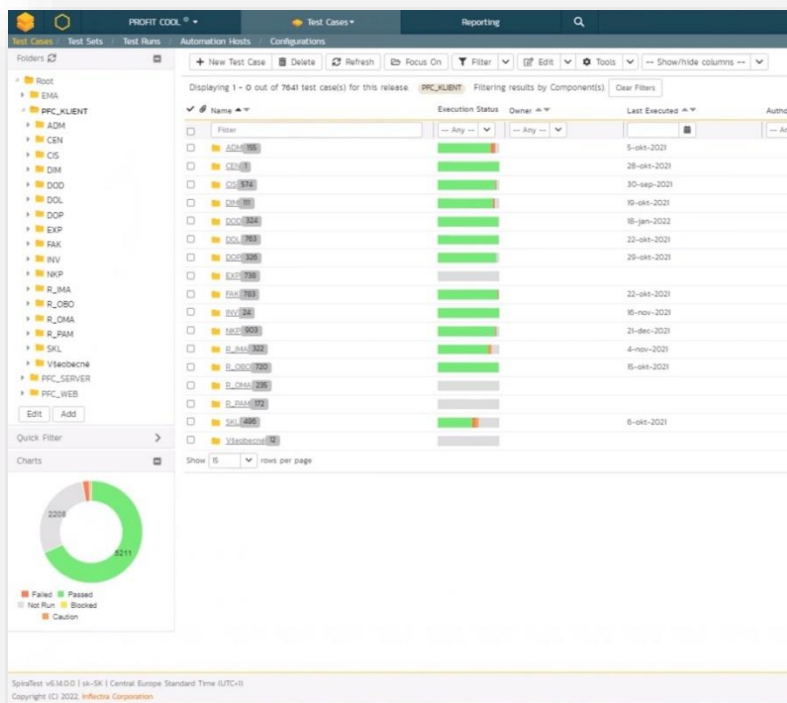 PROFIT COOL
Test Cases
Reporting
Test Cases / Test Sets / Test Runs / Automation Hosts / Configurations
Folders
+ New Test Case Delete Refresh Focus On Filter Edit Tools -- Show/hide columns --
Root
EMA
PFC_KLIENT
ADM
CEN
CIS
DIM
DOD
DOL
DOP
EXP
FAK
INV
NKP
R_IMA
R_OBO
R_OMA
R_PAM
SKL
Všeobecné
PFC_SERVER
PFC_WEB
Edit Add
Quick Filter
Charts
2208
5211
Failed Passed
Not Run Blocked
Caution
Displaying 1 - 0 out of 7641 test case(s) for this release. PFC_KLIENT Filtering results by Component(s). Clear Filters
Name Execution Status Owner Last Executed Autho
Filter -- Any -- -- Any --
ADM 155 5-okt-2021
CEN 1 28-okt-2021
CIS 574 30-sep-2021
DIM 111 19-okt-2021
DOD 324 18-jan-2022
DOL 763 22-okt-2021
DOP 326 29-okt-2021
EXP 738
FAK 783 22-okt-2021
INV 24 16-nov-2021
NKP 903 21-dec-2021
R_IMA 322 4-nov-2021
R_OBO 720 15-okt-2021
R_OMA 235
R_PAM 172
SKL 496 6-okt-2021
Všeobecné 12
Show 15 rows per page
SpiraTest v6.14.0.0 | sk-SK | Central Europe Standard Time (UTC+1)
Copyright (C) 2022, Inflectra Corporation